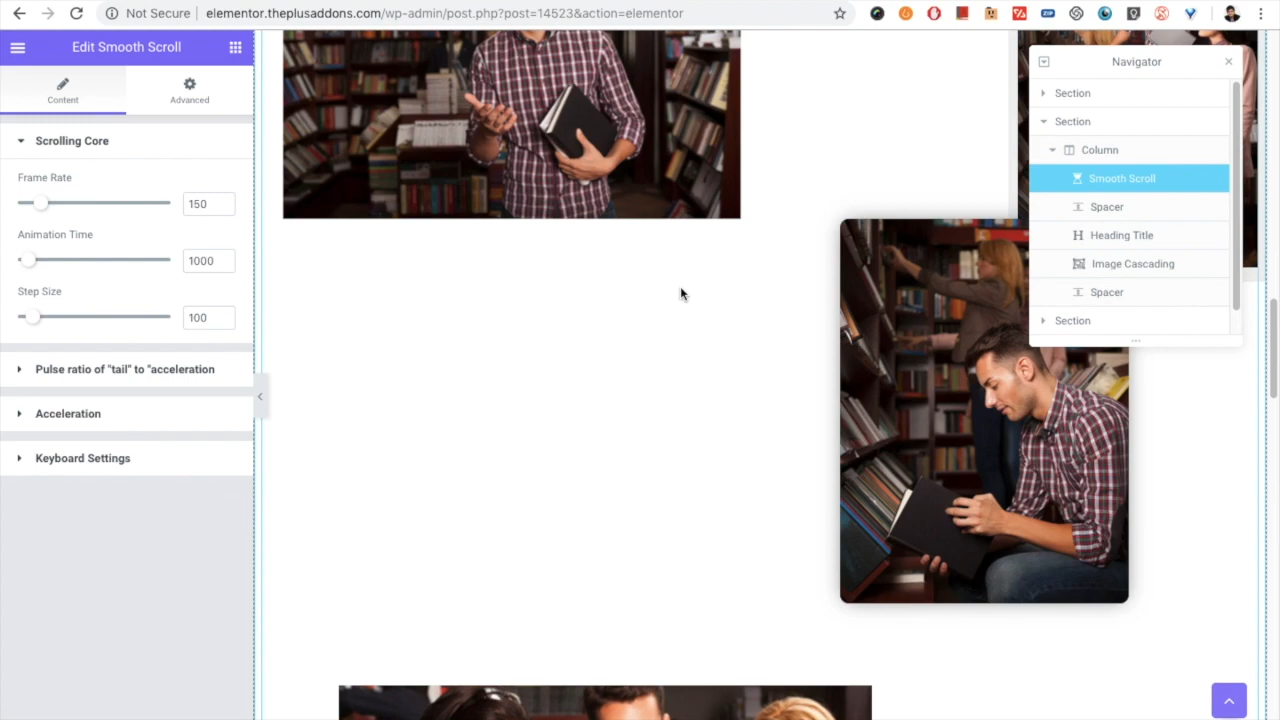 Not Secure | elementor.theplusaddons.com/wp-admin/post.php?post=14523&action=elementor
ZIP
Edit Smooth Scroll
Content
Advanced
Scrolling Core
Frame Rate
150
Animation Time
1000
Step Size
100
Pulse ratio of "tail" to "acceleration
Acceleration
Keyboard Settings
Navigator
Section
Section
Column
Smooth Scroll
Spacer
H Heading Title
Image Cascading
Spacer
Section